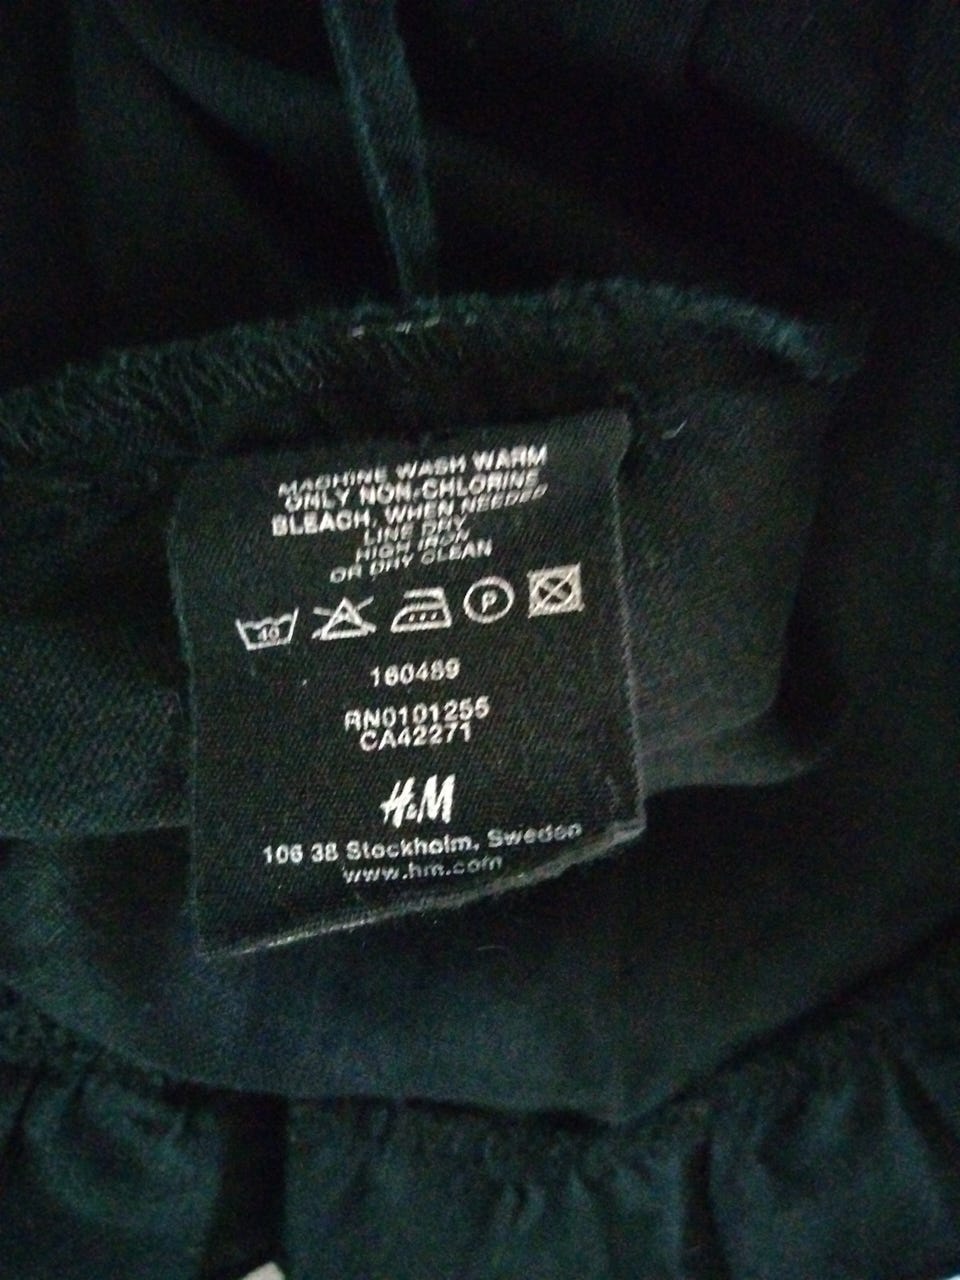 MACHINE WASH WARM
ONLY NON-CHLORINE
BLEACH, WHEN NEEDED
LINE DRY
HIGH IRON
OR DRY CLEAN
40 P
160489
RN0101255
CA42271
H&M
106 38 Stockholm, Sweden
www.hm.com